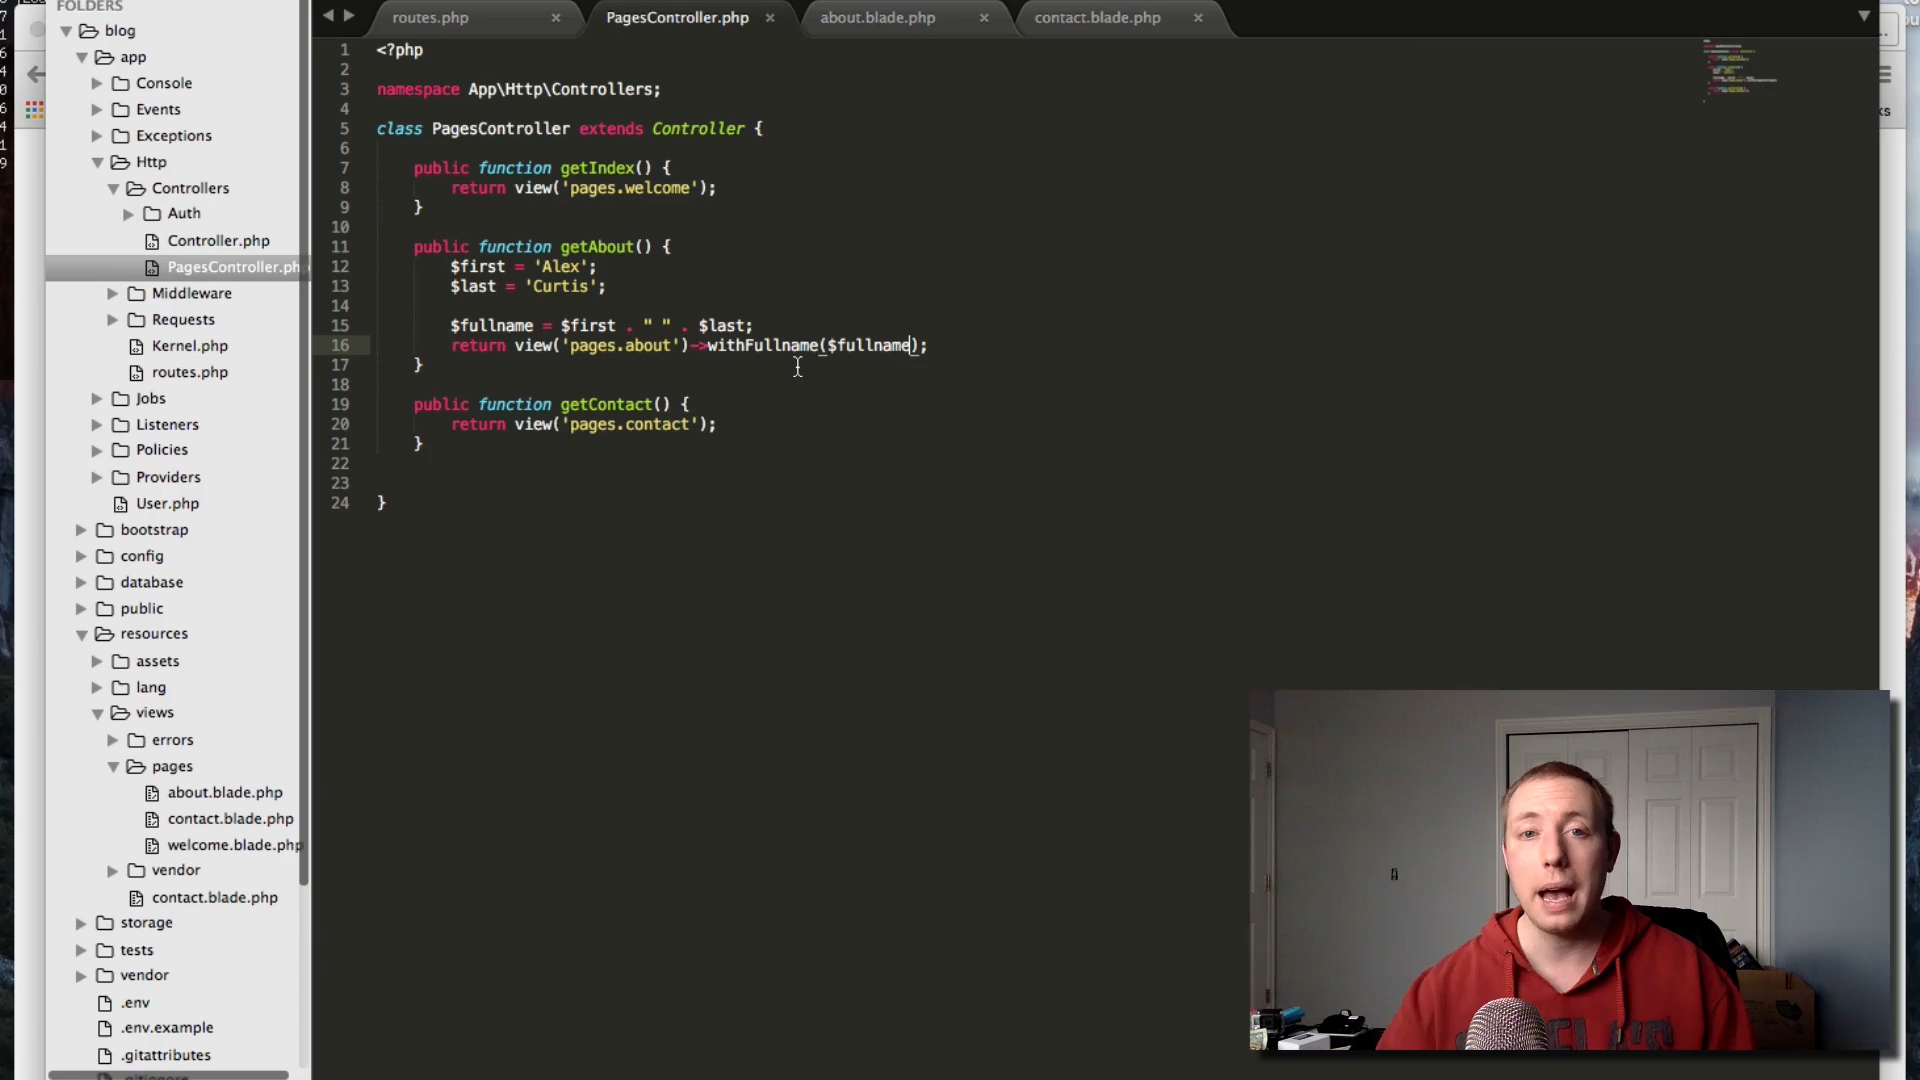 FOLDERS
blog
app
Console
Events
Exceptions
Http
Controllers
Auth
Controller.php
PagesController.php
Middleware
Requests
Kernel.php
routes.php
Jobs
Listeners
Policies
Providers
User.php
bootstrap
config
database
public
resources
assets
lang
views
errors
pages
about.blade.php
contact.blade.php
welcome.blade.php
vendor
contact.blade.php
storage
tests
vendor
.env
.env.example
.gitattributes
routes.php × PagesController.php × about.blade.php × contact.blade.php ×
1 <?php
2
3 namespace App\Http\Controllers;
4
5 class PagesController extends Controller {
6
7 public function getIndex() {
8 return view('pages.welcome');
9 }
10
11 public function getAbout() {
12 $first = 'Alex';
13 $last = 'Curtis';
14
15 $fullname = $first . " " . $last;
16 return view('pages.about')->withFullname($fullname);
17 }
18
19 public function getContact() {
20 return view('pages.contact');
21 }
22
23
24 }